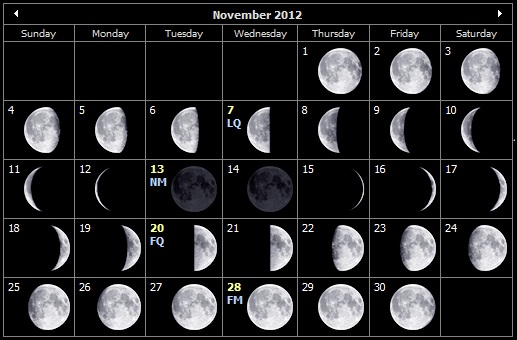 November 2012
Sunday Monday Tuesday Wednesday Thursday Friday Saturday
1 2 3
4 5 6 7 8 9 10
LQ
11 12 13 14 15 16 17
NM
18 19 20 21 22 23 24
FQ
25 26 27 28 29 30
FM